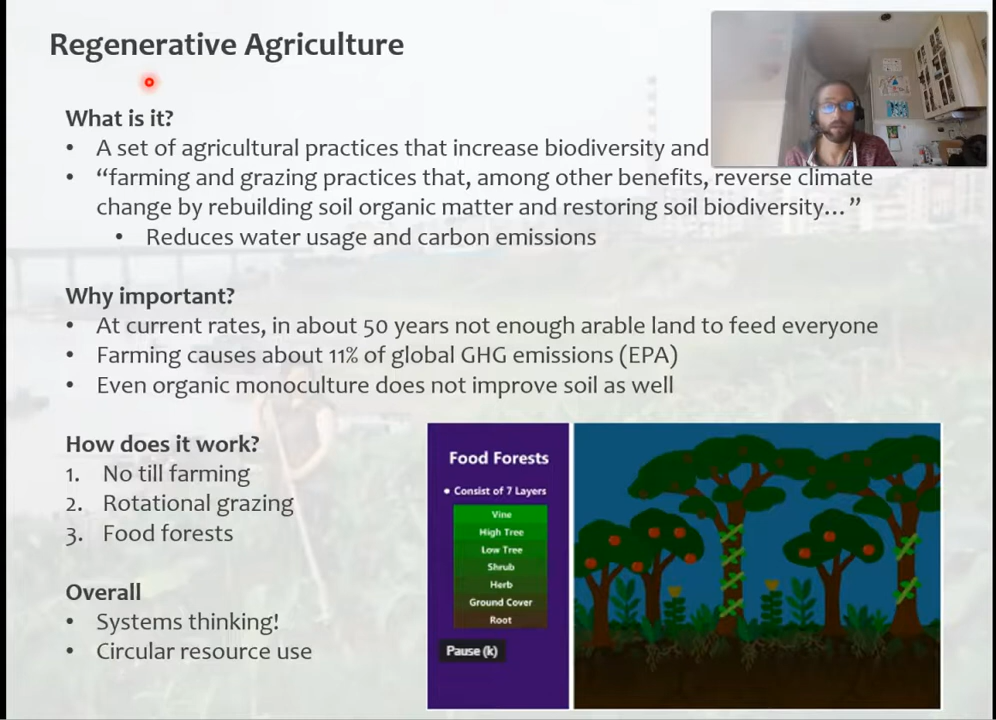 Regenerative Agriculture
What is it?
• A set of agricultural practices that increase biodiversity and
• “farming and grazing practices that, among other benefits, reverse climate
change by rebuilding soil organic matter and restoring soil biodiversity…”
• Reduces water usage and carbon emissions
Why important?
• At current rates, in about 50 years not enough arable land to feed everyone
• Farming causes about 11% of global GHG emissions (EPA)
• Even organic monoculture does not improve soil as well
How does it work?
1. No till farming
2. Rotational grazing
3. Food forests
Overall
• Systems thinking!
• Circular resource use
Food Forests
• Consist of 7 Layers
Vine
High Tree
Low Tree
Shrub
Herb
Ground Cover
Root
Pause (k)